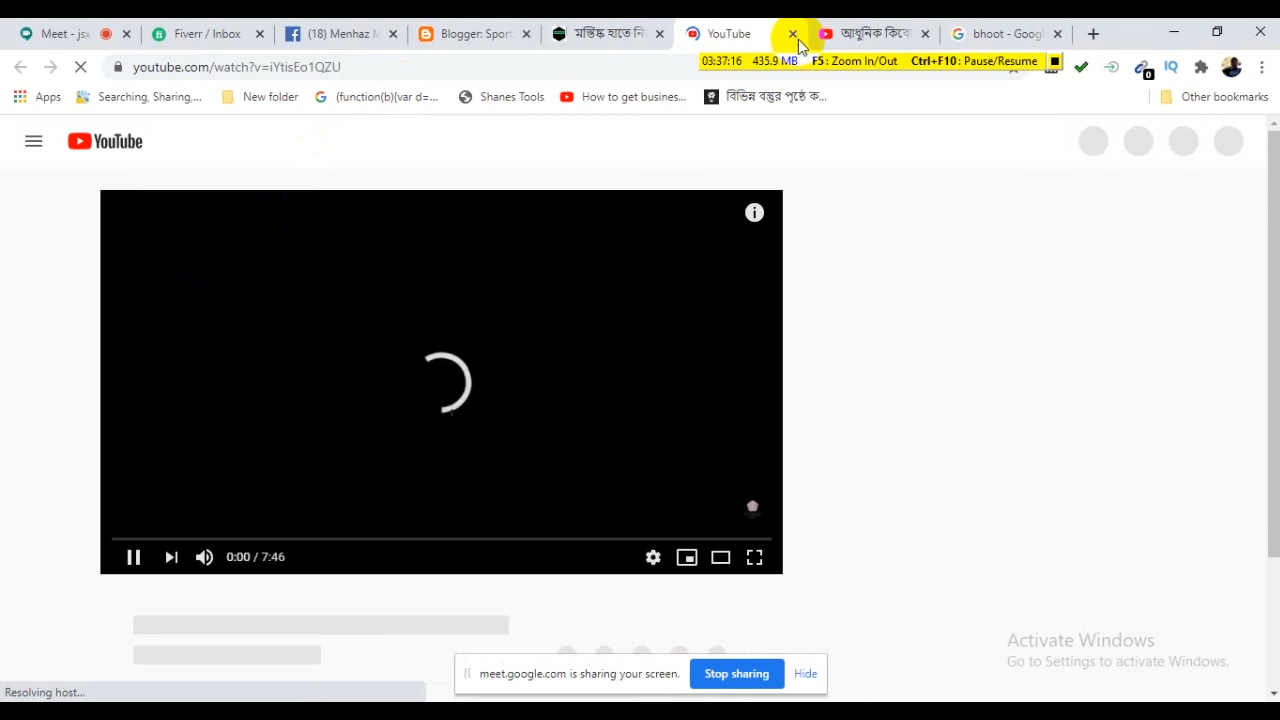 Meet - jsx
Fiverr / Inbox
(18) Menhaz M
Blogger: Sport
মস্তিষ্ক হাতে নি
YouTube
আধুনিক কিবো
bhoot - Googl
03:37:16 435.9 MB F5: Zoom In/Out Ctrl+F10: Pause/Resume
youtube.com/watch?v=iYtisEo1QZU
0
IQ
Apps
Searching, Sharing,...
New folder
(function(b){var d=...
Shanes Tools
How to get busines...
বিভিন্ন বস্তুর পৃষ্ঠে ক...
Other bookmarks
YouTube
0:00 / 7:46
Activate Windows
Go to Settings to activate Windows.
meet.google.com is sharing your screen.
Stop sharing
Hide
Resolving host...